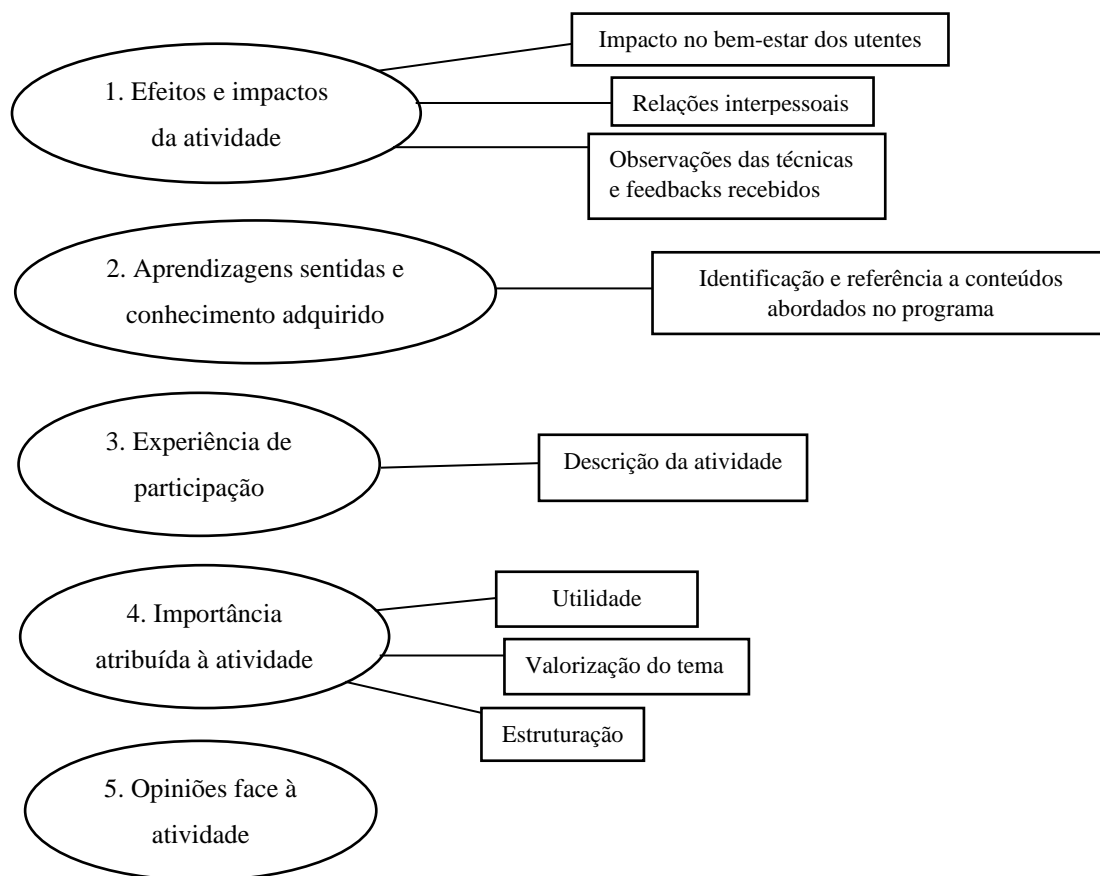 1. Efeitos e impactos
da atividade
Impacto no bem-estar dos utentes
Relações interpessoais
Observações das técnicas
e feedbacks recebidos
2. Aprendizagens sentidas e
conhecimento adquirido
Identificação e referência a conteúdos
abordados no programa
3. Experiência de
participação
Descrição da atividade
4. Importância
atribuída à atividade
Utilidade
Valorização do tema
Estruturação
5. Opiniões face à
atividade